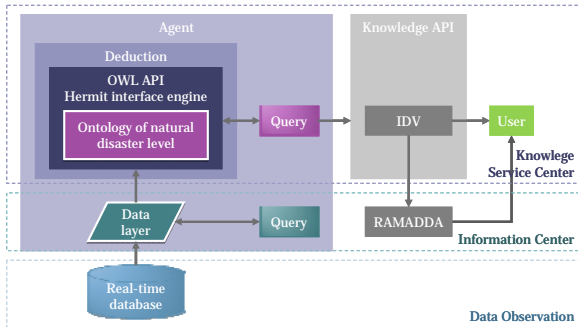 Agent
Knowledge API
Deduction
OWL API
Hermit interface engine
Ontology of natural
disaster level
Query
IDV
User
Knowlege
Service Center
Data
layer
Query
RAMADDA
Information Center
Real-time
database
Data Observation